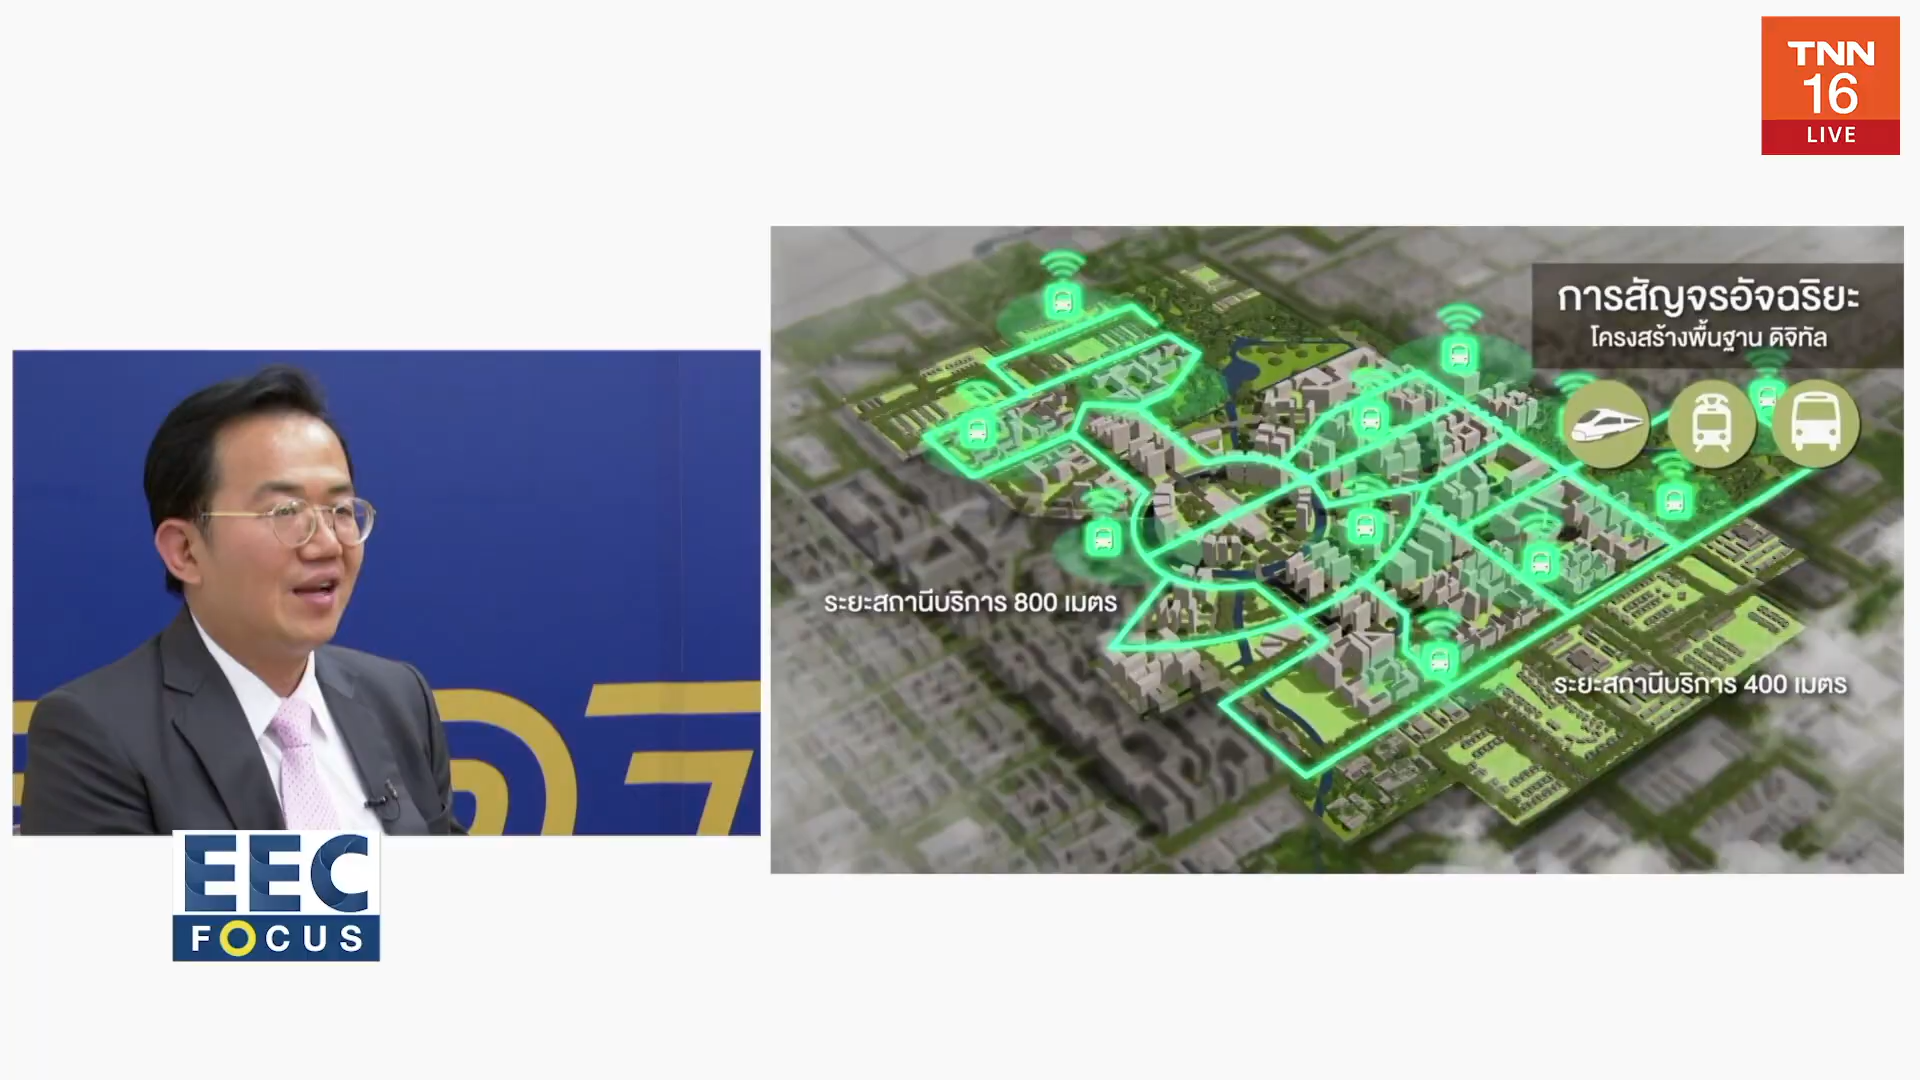 TNN
16
LIVE
การสัญจรอัจฉริยะ
โครงสร้างพื้นฐาน ดิจิทัล
ระยะสถานีบริการ 800 เมตร
ระยะสถานีบริการ 400 เมตร
EEC
FOCUS